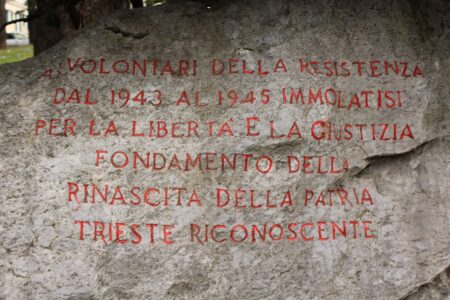 AI VOLONTARI DELLA RESISTENZA
DAL 1943 AL 1945 IMMOLATISI
PER LA LIBERTÀ E LA GIUSTIZIA
FONDAMENTO DELLA
RINASCITA DELLA PATRIA
TRIESTE RICONOSCENTE